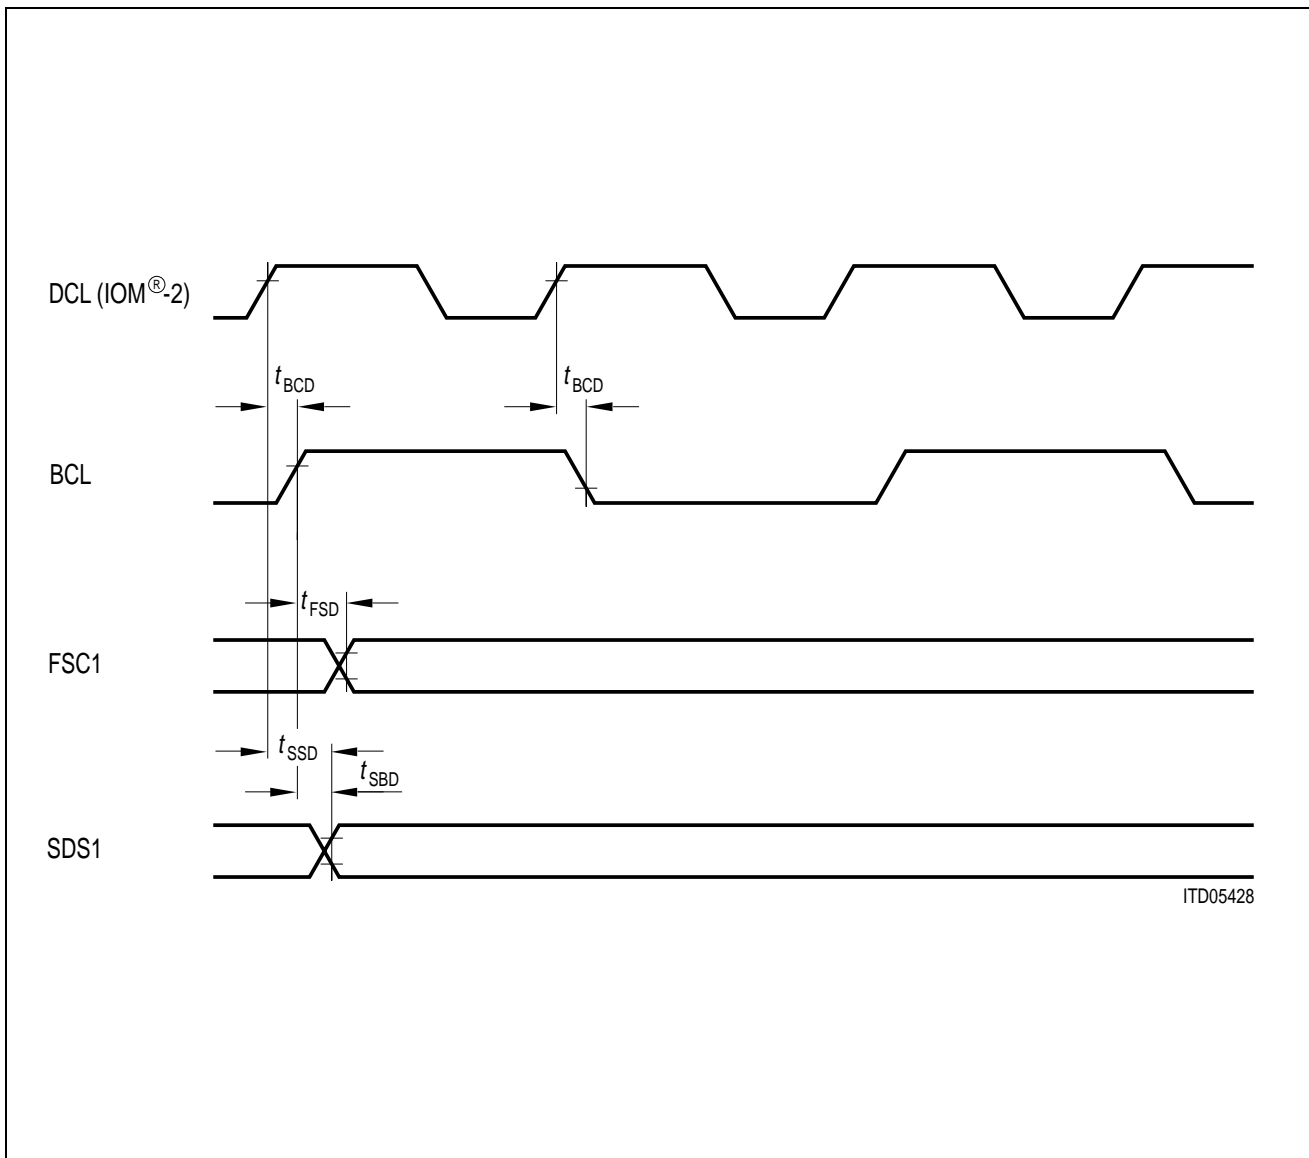 DCL (IOM®-2)
tBCD
tBCD
BCL
tFSD
FSC1
tSSD
tSBD
SDS1
ITD05428